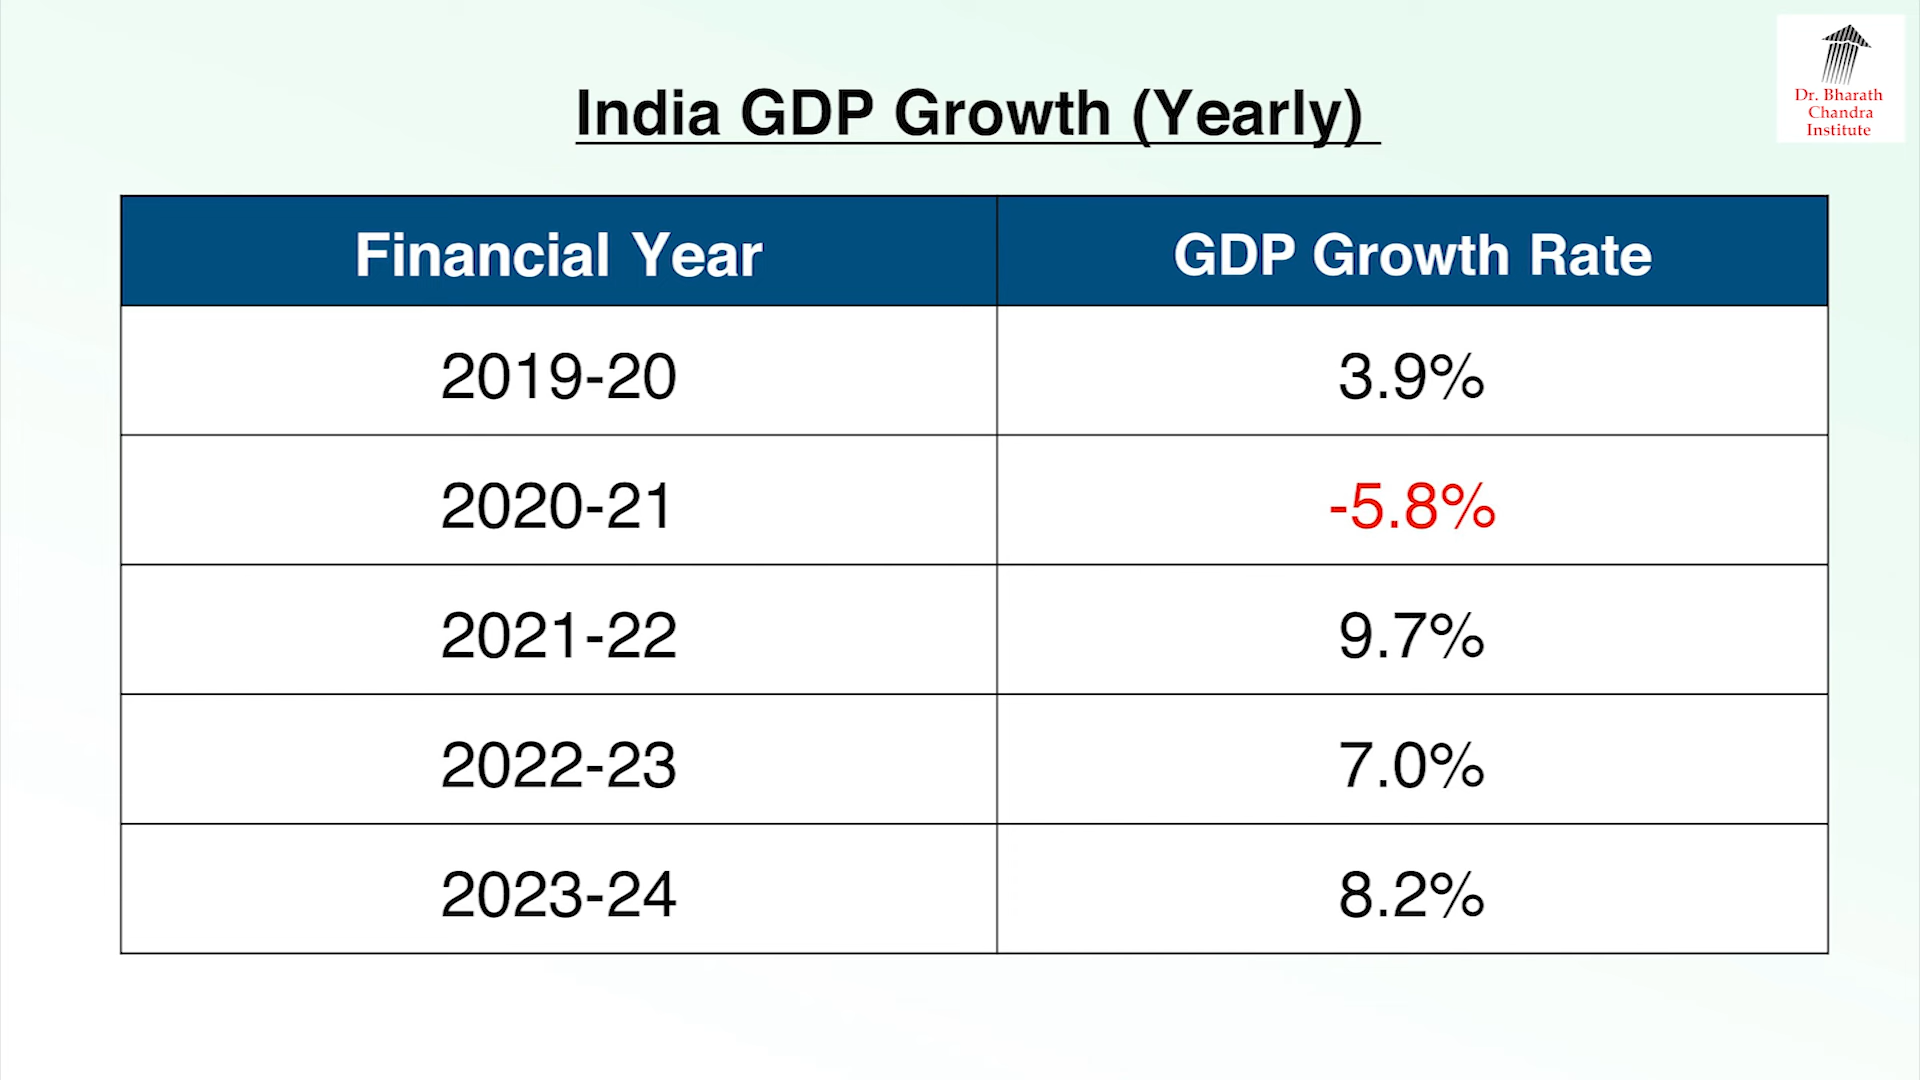 India GDP Growth (Yearly)
Dr. Bharath
Chandra
Institute
Financial Year GDP Growth Rate
2019-20 3.9%
2020-21 -5.8%
2021-22 9.7%
2022-23 7.0%
2023-24 8.2%